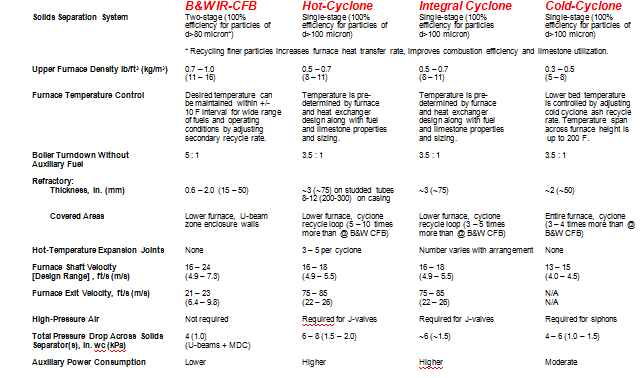 B&W IR-CFB Hot-Cyclone Integral Cyclone Cold-Cyclone
Solids Separation System Two-stage (100% Single-stage (100% Single-stage (100% Single-stage (100%
efficiency for particles of efficiency for particles of efficiency for particles of efficiency for particles of
d>80 micron*) d>100 micron) d>100 micron) d>100 micron)
* Recycling finer particles increases furnace heat transfer rate, improves combustion efficiency and limestone utilization.
Upper Furnace Density lb/ft³ (kg/m³) 0.7 – 1.0 0.5 – 0.7 0.5 – 0.7 0.3 – 0.5
(11 – 16) (8 – 11) (8 – 11) (5 – 8)
Furnace Temperature Control Desired temperature can Temperature is pre- Temperature is pre- Lower bed temperature
be maintained within +/- determined by furnace determined by furnace is controlled by adjusting
10 F interval for wide range and heat exchanger and heat exchanger cold cyclone ash recycle
of fuels and operating design along with fuel design along with fuel rate. Temperature span
conditions by adjusting and limestone properties and limestone properties across furnace height is
secondary recycle rate. and sizing. and sizing. up to 200 F.
Boiler Turndown Without 5 : 1 3.5 : 1 3.5 : 1 3.5 : 1
Auxiliary Fuel
Refractory:
Thickness, in. (mm) 0.6 – 2.0 (15 – 50) ~3 (~75) on studded tubes ~3 (~75) ~2 (~50)
8-12 (200-300) on casing
Covered Areas Lower furnace, U-beam Lower furnace, cyclone Lower furnace, cyclone Entire furnace, cyclone
zone enclosure walls recycle loop (5 – 10 times recycle loop (3 – 5 times (3 – 4 times more than @
more than @ B&W CFB) more than @ B&W CFB) B&W CFB)
Hot-Temperature Expansion Joints None 3 – 5 per cyclone Number varies with arrangement None
Furnace Shaft Velocity 16 – 24 16 – 18 16 – 18 13 – 15
[Design Range] , ft/s (m/s) (4.9 – 7.3) (4.9 – 5.5) (4.9 – 5.5) (4.0 – 4.5)
Furnace Exit Velocity, ft/s (m/s) 21 – 23 75 – 85 75 – 85 N/A
(6.4 – 9.8) (22 – 26) (22 – 26) N/A
High-Pressure Air Not required Required for J-valves Required for J-valves Required for siphons
Total Pressure Drop Across Solids 4 (1.0) 6 – 8 (1.5 – 2.0) ~6 (~1.5) 4 – 6 (1.0 – 1.5)
Separator(s), in. wc (kPa) (U-beams + MDC)
Auxiliary Power Consumption Lower Higher Higher Moderate